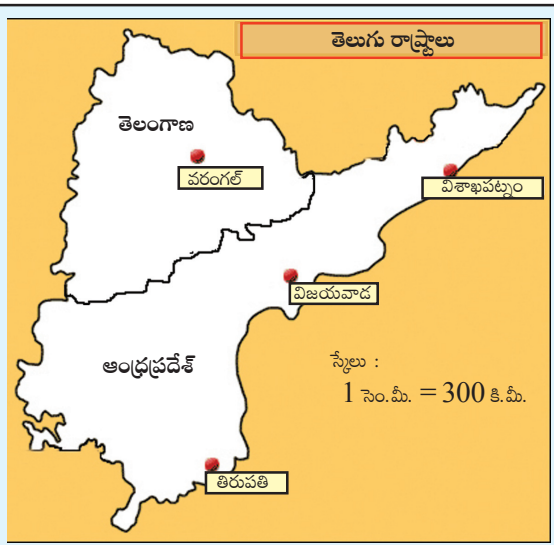 తెలుగు రాష్ట్రాలు
తెలంగాణ
వరంగల్
విశాఖపట్నం
విజయవాడ
ఆంధ్రప్రదేశ్
స్కేలు :
1 సెం.మీ. = 300 కి.మీ.
తిరుపతి